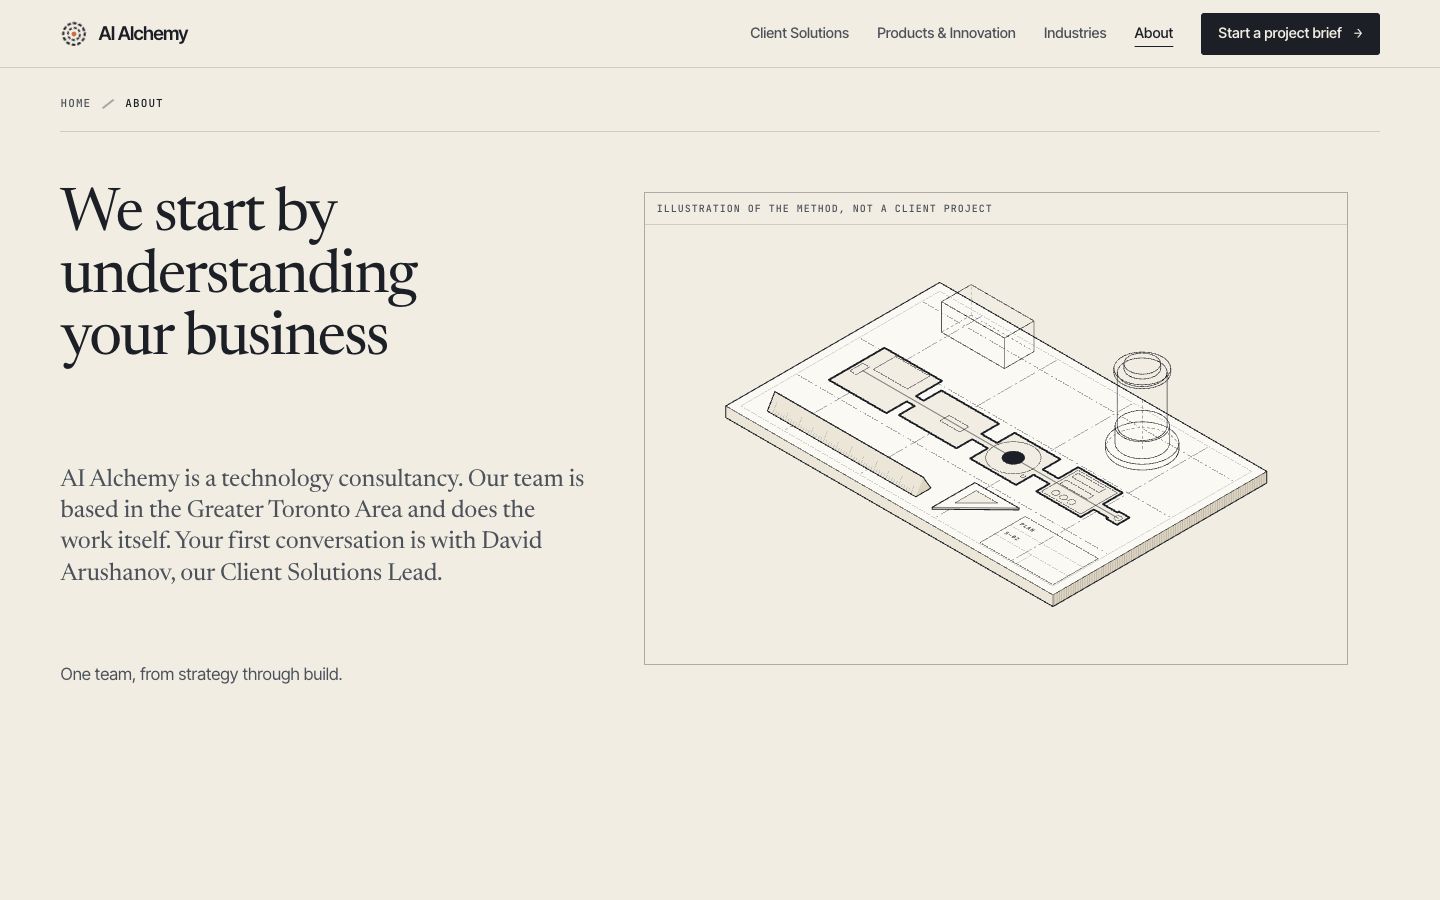 AI Alchemy
Client Solutions
Products & Innovation
Industries
About
Start a project brief →
HOME / ABOUT
We start by
understanding
your business
AI Alchemy is a technology consultancy. Our team is
based in the Greater Toronto Area and does the
work itself. Your first conversation is with David
Arushanov, our Client Solutions Lead.
One team, from strategy through build.
ILLUSTRATION OF THE METHOD, NOT A CLIENT PROJECT
PLAN